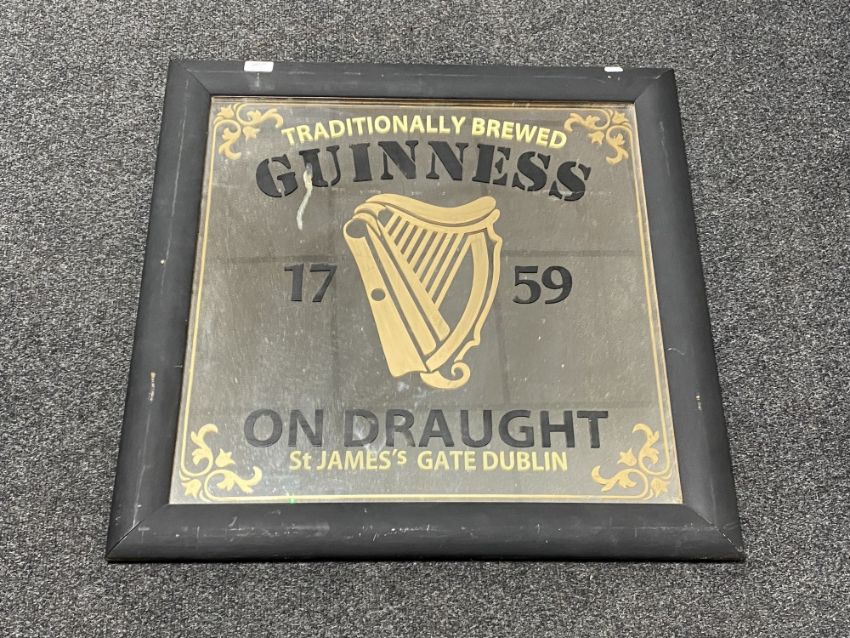 TRADITIONALLY BREWED
GUINNESS
17 59
ON DRAUGHT
St JAMES's GATE DUBLIN